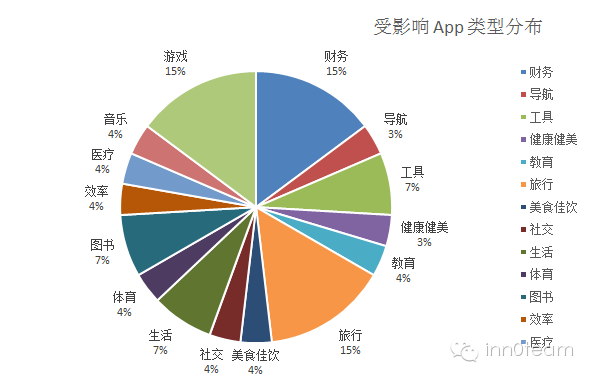 受影响 App 类型分布
游戏
15%
财务
15%
导航
3%
工具
7%
健康健美
3%
教育
4%
旅行
15%
美食佳饮
4%
社交
4%
生活
7%
体育
4%
图书
7%
效率
4%
医疗
4%
音乐
4%
财务
导航
工具
健康健美
教育
旅行
美食佳饮
社交
生活
体育
图书
效率
医疗
inn0team